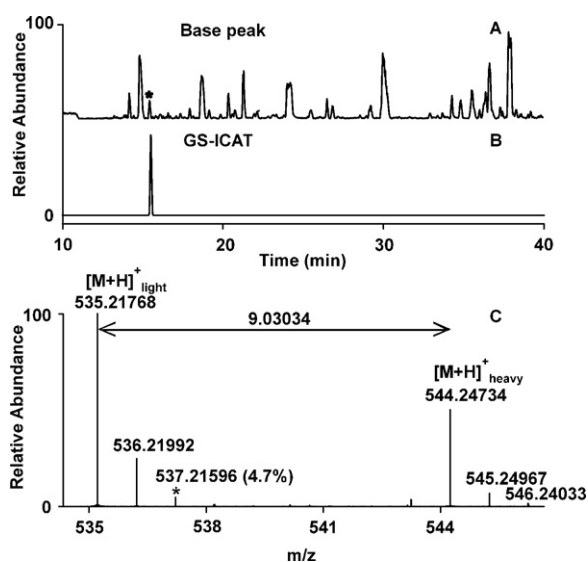 Base peak
A
*
100
Relative Abundance
GS-ICAT
B
0
10
20
30
40
Time (min)
[M+H]+light
535.21768
100
9.03034
C
[M+H]+heavy
544.24734
Relative Abundance
536.21992
537.21596 (4.7%)
*
545.24967
546.24033
0
535
538
541
544
m/z